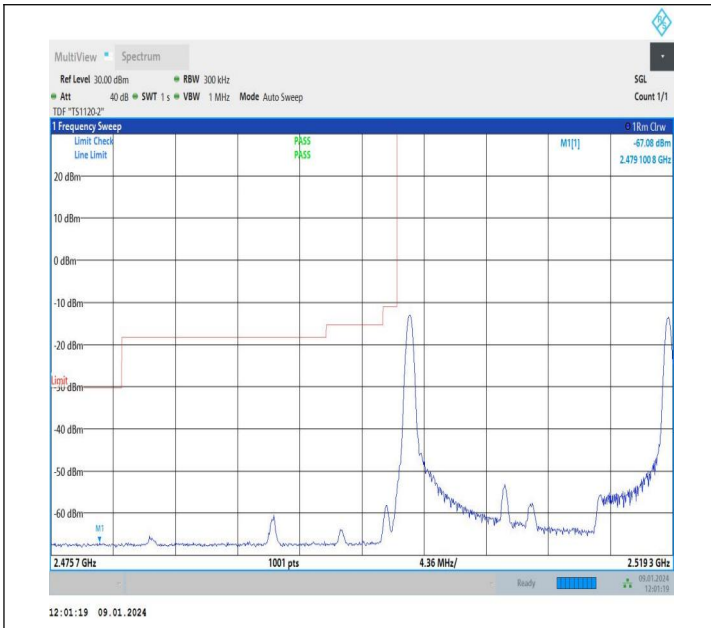 R S
MultiView Spectrum
Ref Level 30.00 dBm RBW 300 kHz SGL
Att 40 dB SWT 1 s VBW 1 MHz Mode Auto Sweep Count 1/1
TDF "TS1120-2"
1 Frequency Sweep 1Rm Clrw
Limit Check PASS M1[1] -67.08 dBm
Line Limit PASS 2.479 100 8 GHz
20 dBm
10 dBm
0 dBm
-10 dBm
-20 dBm
Limit
-30 dBm
-40 dBm
-50 dBm
-60 dBm
M1
2.475 7 GHz 1001 pts 4.36 MHz/ 2.519 3 GHz
Ready 09.01.2024
12:01:19
12:01:19 09.01.2024